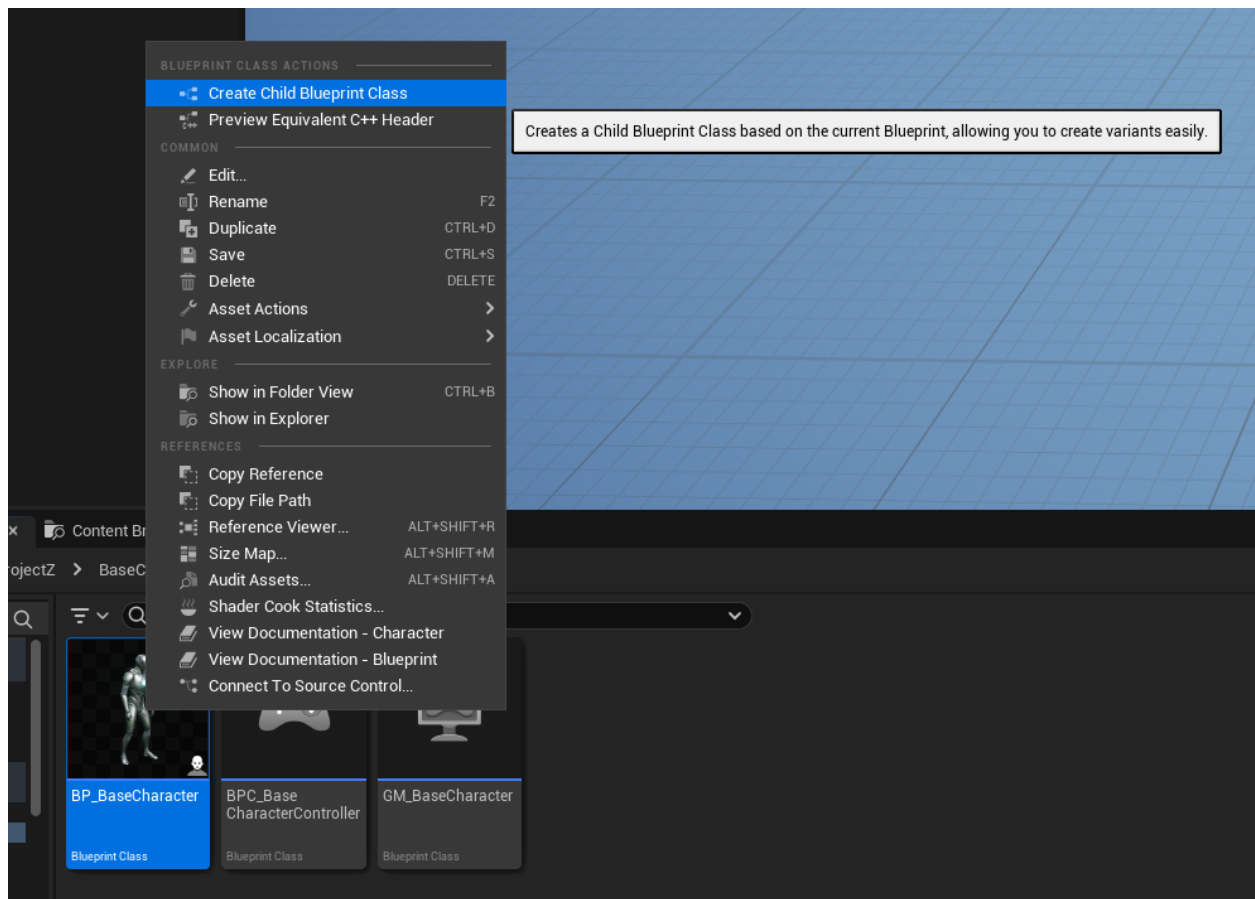 BLUEPRINT CLASS ACTIONS
Create Child Blueprint Class
Preview Equivalent C++ Header
Creates a Child Blueprint Class based on the current Blueprint, allowing you to create variants easily.
COMMON
Edit...
Rename F2
Duplicate CTRL+D
Save CTRL+S
Delete DELETE
Asset Actions
Asset Localization
EXPLORE
Show in Folder View CTRL+B
Show in Explorer
REFERENCES
Copy Reference
Copy File Path
Reference Viewer... ALT+SHIFT+R
Size Map... ALT+SHIFT+M
Audit Assets... ALT+SHIFT+A
Shader Cook Statistics...
View Documentation - Character
View Documentation - Blueprint
Connect To Source Control...
Content Br
ojectZ > BaseC
BP_BaseCharacter
Blueprint Class
BPC_Base
CharacterController
Blueprint Class
GM_BaseCharacter
Blueprint Class